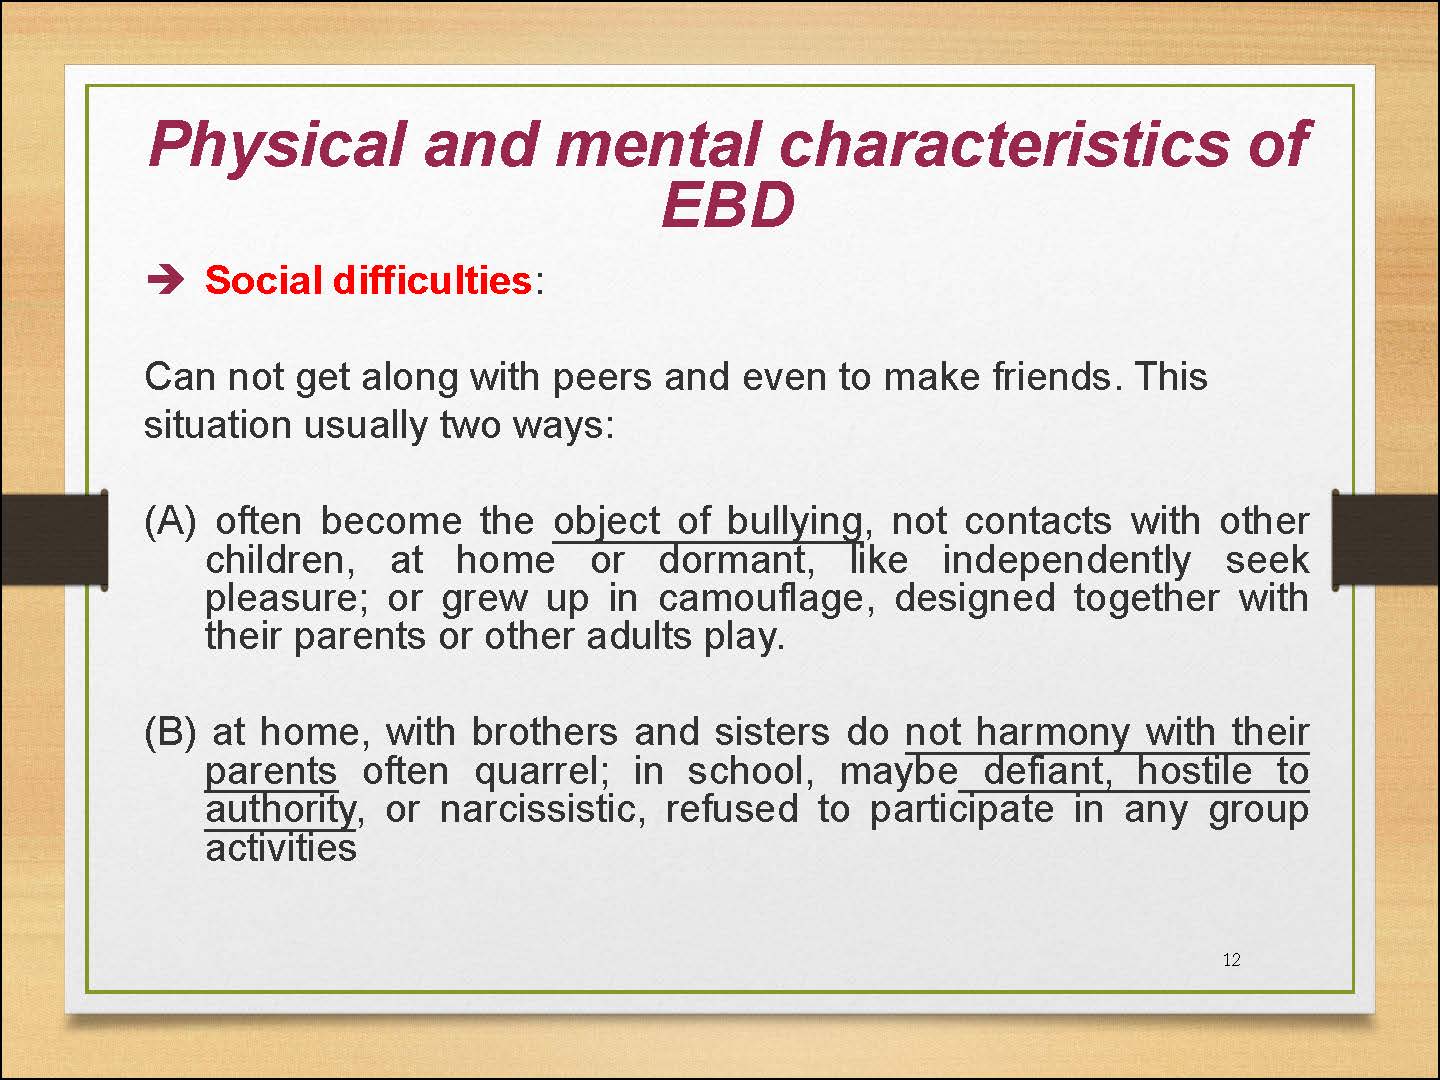 Physical and mental characteristics of
EBD
➔ Social difficulties:
Can not get along with peers and even to make friends. This
situation usually two ways:
(A) often become the object of bullying, not contacts with other
children, at home or dormant, like independently seek
pleasure; or grew up in camouflage, designed together with
their parents or other adults play.
(B) at home, with brothers and sisters do not harmony with their
parents often quarrel; in school, maybe defiant, hostile to
authority, or narcissistic, refused to participate in any group
activities
12